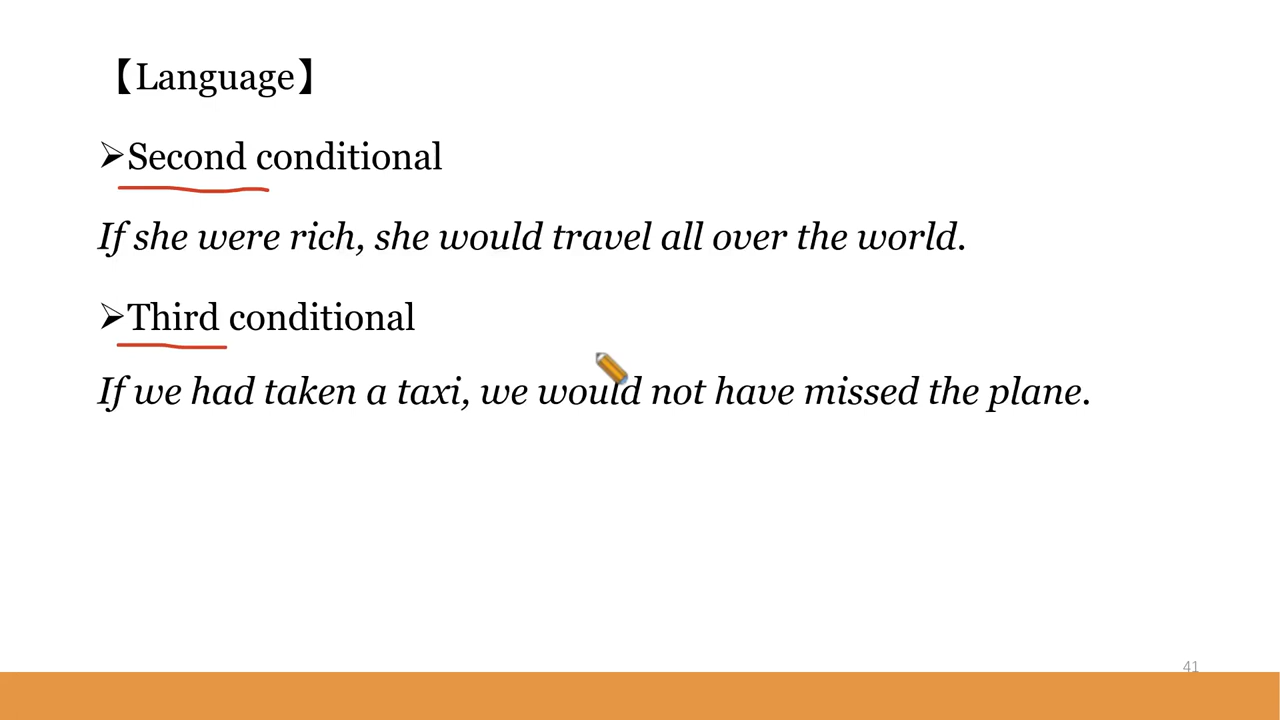 【Language】
➢Second conditional
If she were rich, she would travel all over the world.
➢Third conditional
If we had taken a taxi, we would not have missed the plane.
41